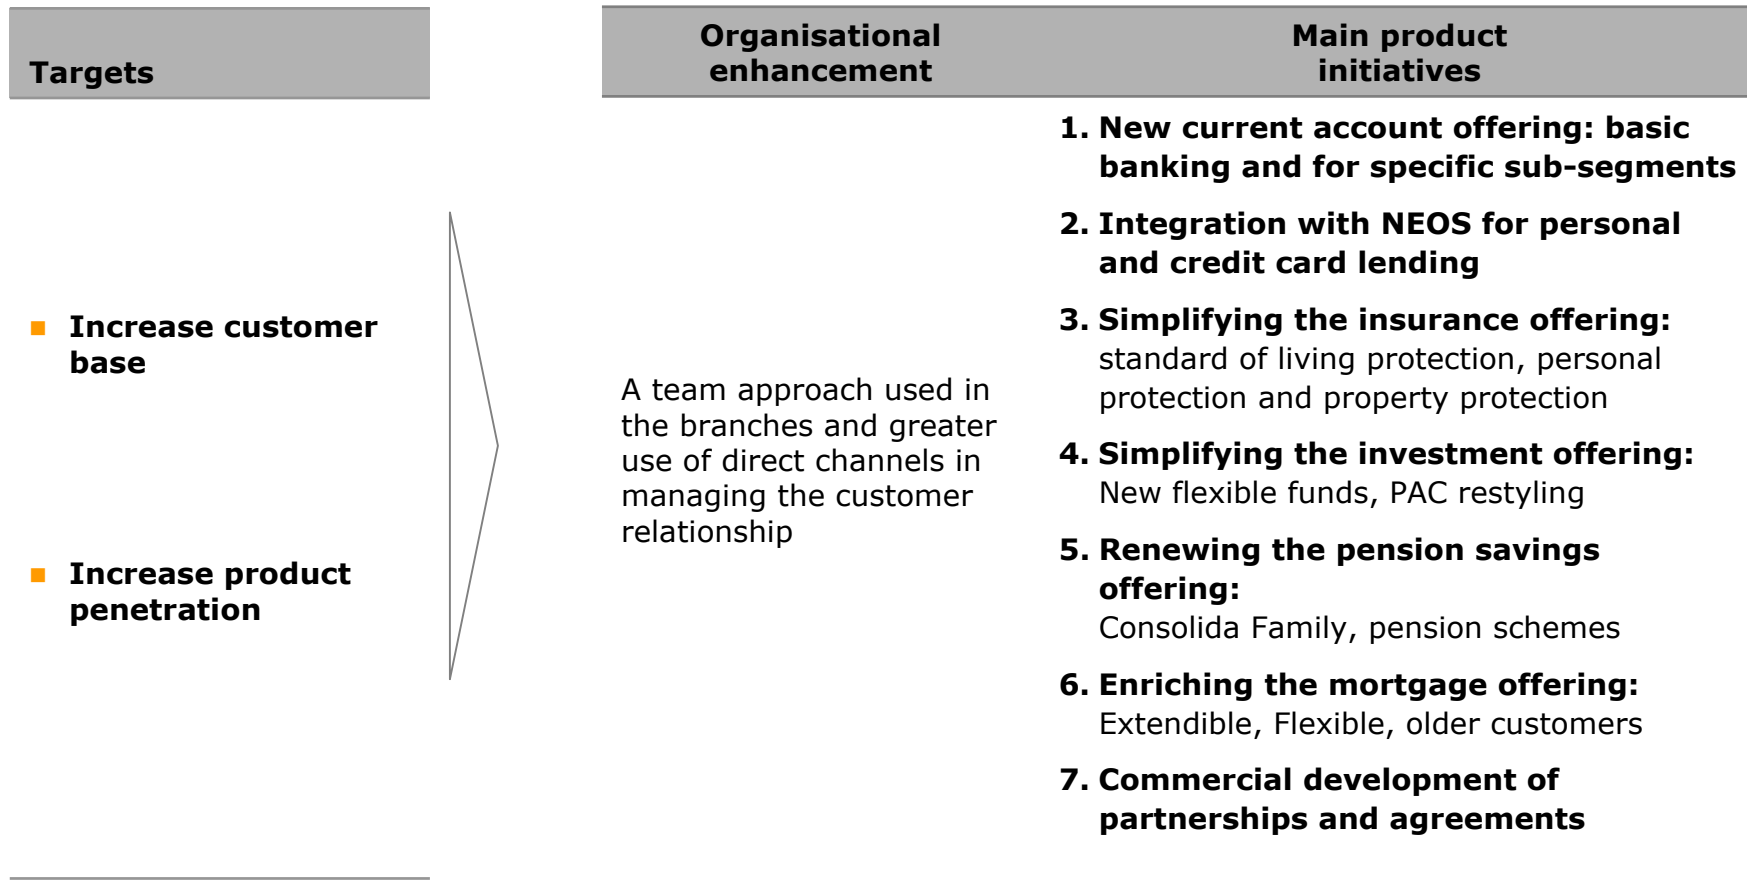 Targets
Increase customer
base
Increase product
penetration
Organisational
enhancement
A team approach used in
the branches and greater
use of direct channels in
managing the customer
relationship
Main product
initiatives
1. New current account offering: basic
banking and for specific sub-segments
2. Integration with NEOS for personal
and credit card lending
3. Simplifying the insurance offering:
standard of living protection, personal
protection and property protection
4. Simplifying the investment offering:
New flexible funds, PAC restyling
5. Renewing the pension savings
offering:
Consolida Family, pension schemes
6. Enriching the mortgage offering:
Extendible, Flexible, older customers
7. Commercial development of
partnerships and agreements